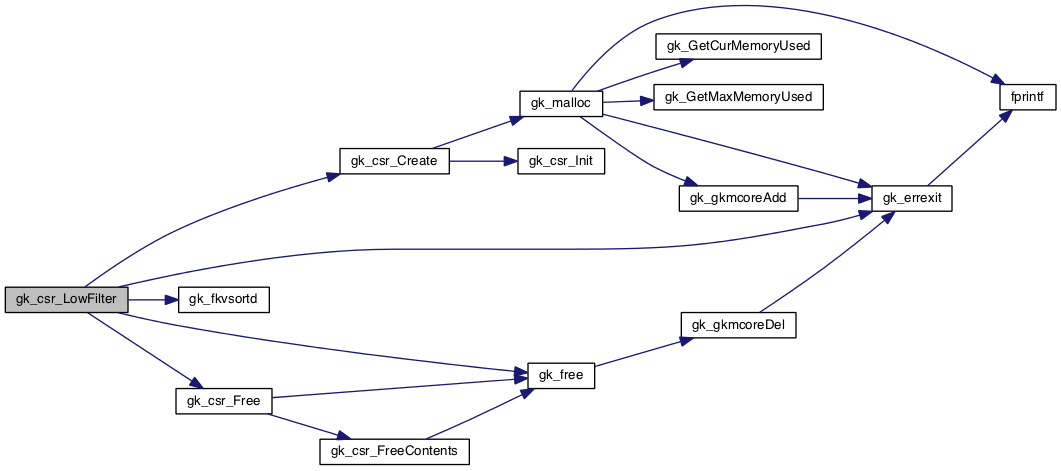 gk_GetCurMemoryUsed
gk_malloc
gk_GetMaxMemoryUsed
fprintf
gk_csr_Create
gk_csr_Init
gk_gkmcoreAdd
gk_errexit
gk_csr_LowFilter
gk_fkvsortd
gk_gkmcoreDel
gk_free
gk_csr_Free
gk_csr_FreeContents